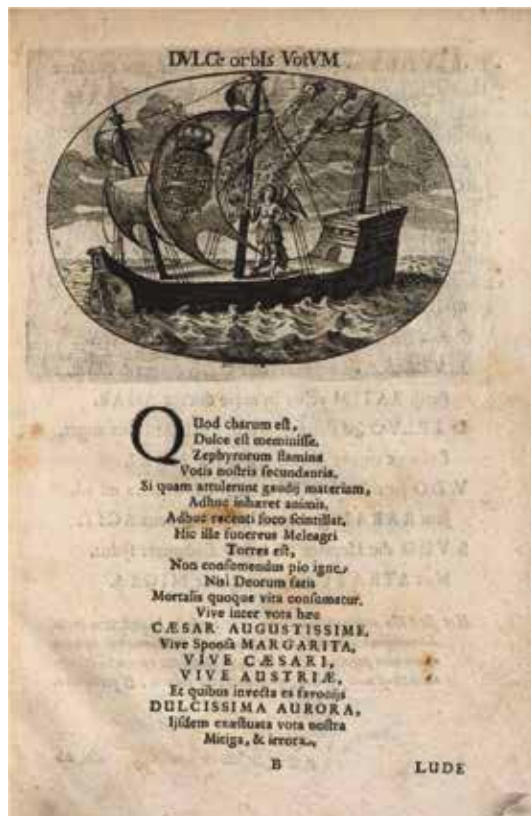 DVLCe orbIs VotVM.
QUod charum est,
Dulce est meminisse.
Zephyrorum flamina
Votis nostris secundantia,
Si quam attulerunt gaudij materiam,
Adhuc inhæret animis,
Adhuc recenti foco scintillat.
Hic ille funereus Meleagri
Torres est,
Non consumendus pio igne,
Nisi Deorum fatis
Mortalis quoque vita consumatur.
Vive inter vota hæc
CÆSAR AUGUSTISSIME,
Vive Sponsa MARGARITA,
VIVE CÆSARI,
VIVE AUSTRIÆ,
Et quibus invecta es favonijs
DULCISSIMA AURORA,
Ijsdem exæstuata vota nostra
Mitiga, & irrora.
B
LUDE